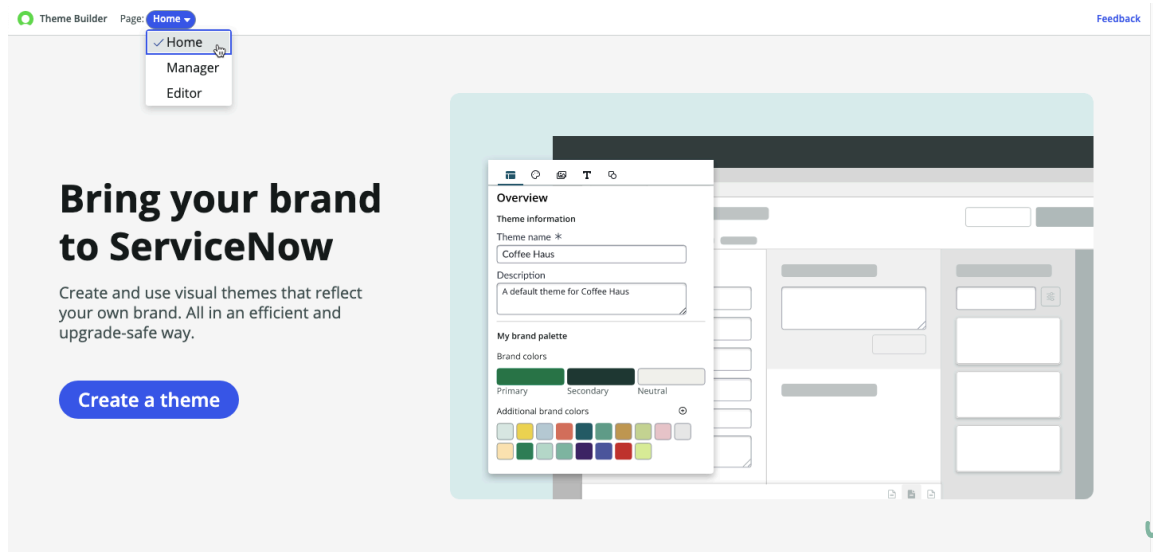 Theme Builder Page: Home Feedback
Home
Manager
Editor
Bring your brand
to ServiceNow
Create and use visual themes that reflect
your own brand. All in an efficient and
upgrade-safe way.
Create a theme
Overview
Theme information
Theme name *
Coffee Haus
Description
A default theme for Coffee Haus
My brand palette
Brand colors
Primary Secondary Neutral
Additional brand colors